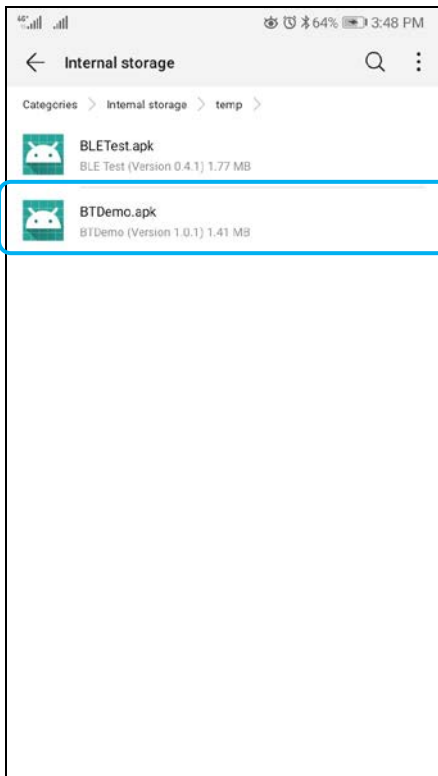 64% 3:48 PM
Internal storage
Categories > Internal storage > temp >
BLETest.apk
BLE Test (Version 0.4.1) 1.77 MB
BTDemo.apk
BTDemo (Version 1.0.1) 1.41 MB